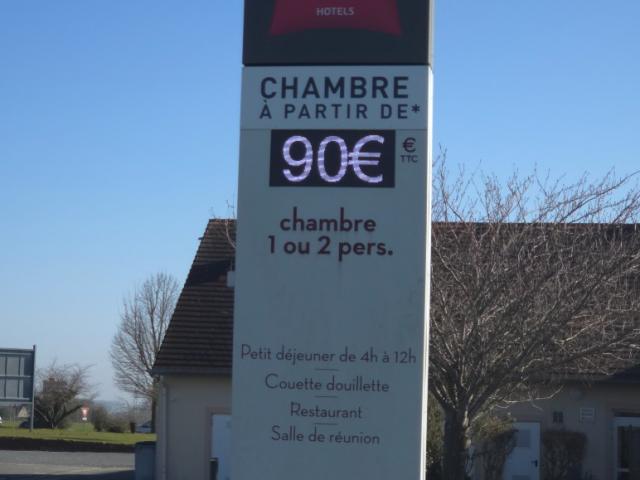 HOTELS
CHAMBRE
À PARTIR DE*
90€ € TTC
chambre
1 ou 2 pers.
Petit déjeuner de 4h à 12h
Couette douillette
Restaurant
Salle de réunion